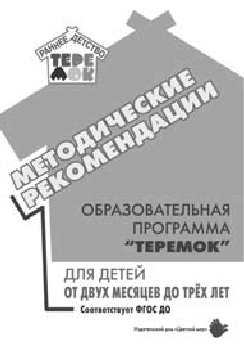 РАННЕЕ ДЕТСТВО
ТЕРЕМОК
МЕТОДИЧЕСКИЕ
РЕКОМЕНДАЦИИ
ОБРАЗОВАТЕЛЬНАЯ
ПРОГРАММА
“ТЕРЕМОК”
ДЛЯ ДЕТЕЙ
ОТ ДВУХ МЕСЯЦЕВ ДО ТРЁХ ЛЕТ
Соответствует ФГОС ДО
Издательский дом «Цветной мир»